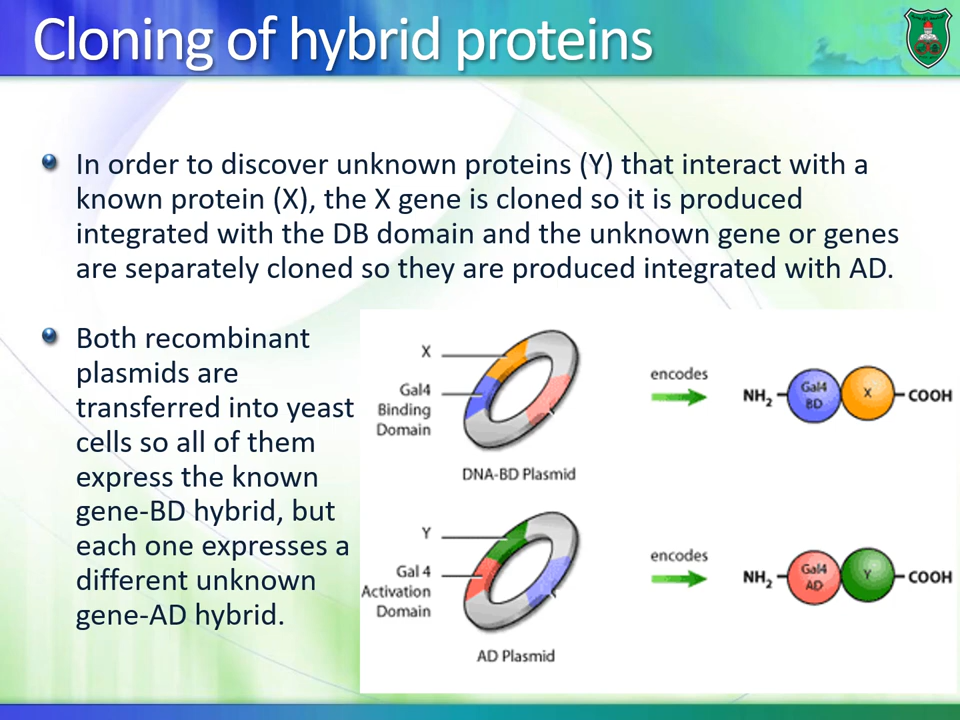 Cloning of hybrid proteins
In order to discover unknown proteins (Y) that interact with a
known protein (X), the X gene is cloned so it is produced
integrated with the DB domain and the unknown gene or genes
are separately cloned so they are produced integrated with AD.
Both recombinant
plasmids are
transferred into yeast
cells so all of them
express the known
gene-BD hybrid, but
each one expresses a
different unknown
gene-AD hybrid.
X
Gal4
Binding
Domain
DNA-BD Plasmid
encodes
NH2
Gal4
BD
X
COOH
Y
Gal 4
Activation
Domain
AD Plasmid
encodes
NH2
Gal4
AD
Y
COOH